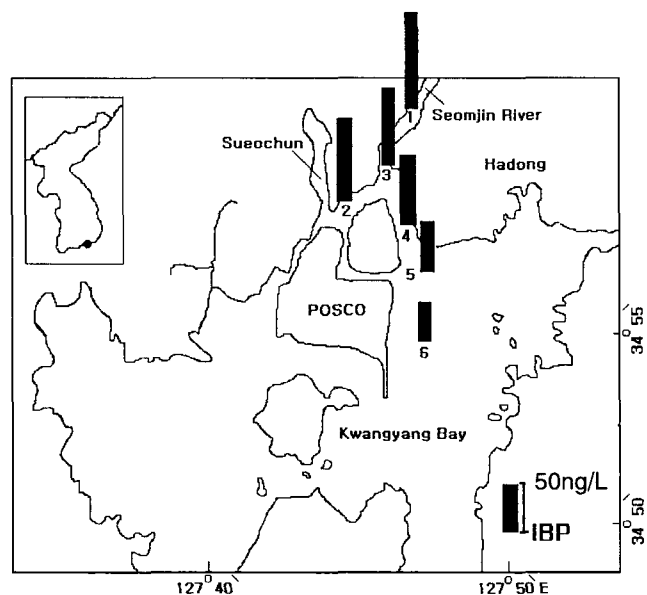 1
Seomjin River
Sueochun
3
Hadong
2
4
5
POSCO
6
34° 55′
Kwangyang Bay
50ng/L
IBP
34° 50′
127° 40′
127° 50′ E